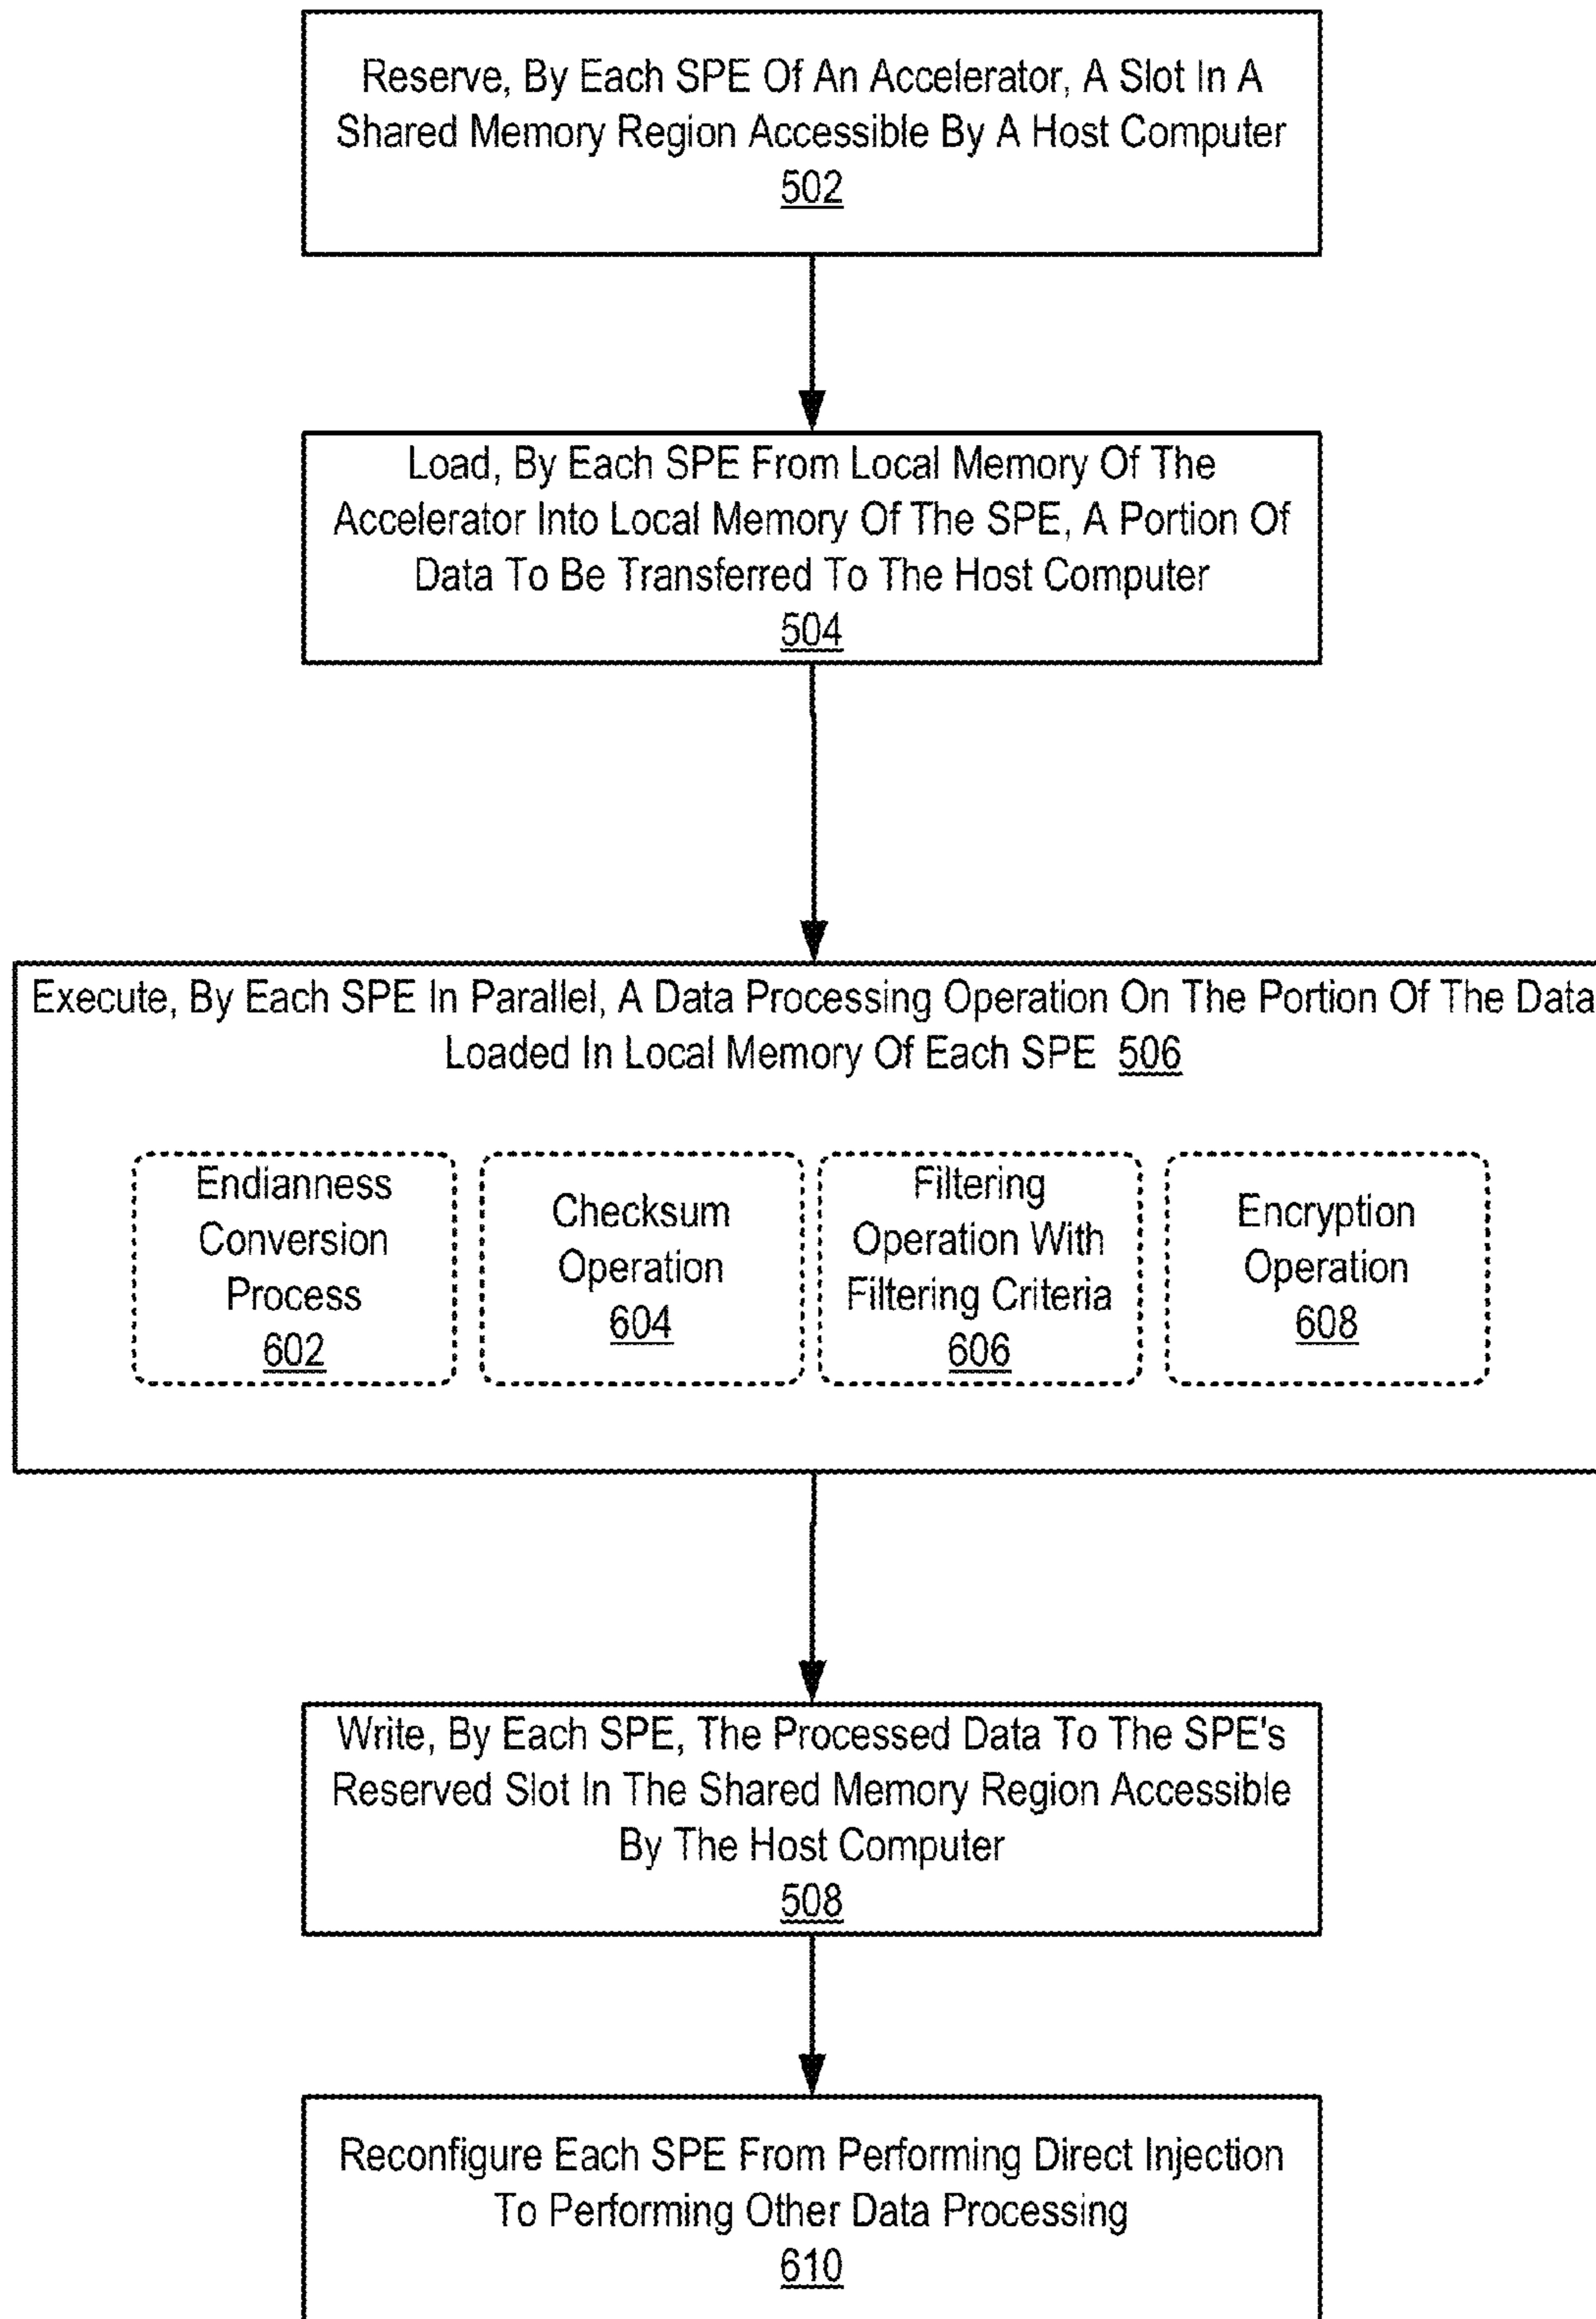 Reserve, By Each SPE Of An Accelerator, A Slot In A
Shared Memory Region Accessible By A Host Computer
502
Load, By Each SPE From Local Memory Of The
Accelerator Into Local Memory Of The SPE, A Portion Of
Data To Be Transferred To The Host Computer
504
Execute, By Each SPE In Parallel, A Data Processing Operation On The Portion Of The Data
Loaded In Local Memory Of Each SPE 506
Endianness
Conversion
Process
602
Checksum
Operation
604
Filtering
Operation With
Filtering Criteria
606
Encryption
Operation
608
Write, By Each SPE, The Processed Data To The SPE's
Reserved Slot In The Shared Memory Region Accessible
By The Host Computer
508
Reconfigure Each SPE From Performing Direct Injection
To Performing Other Data Processing
610